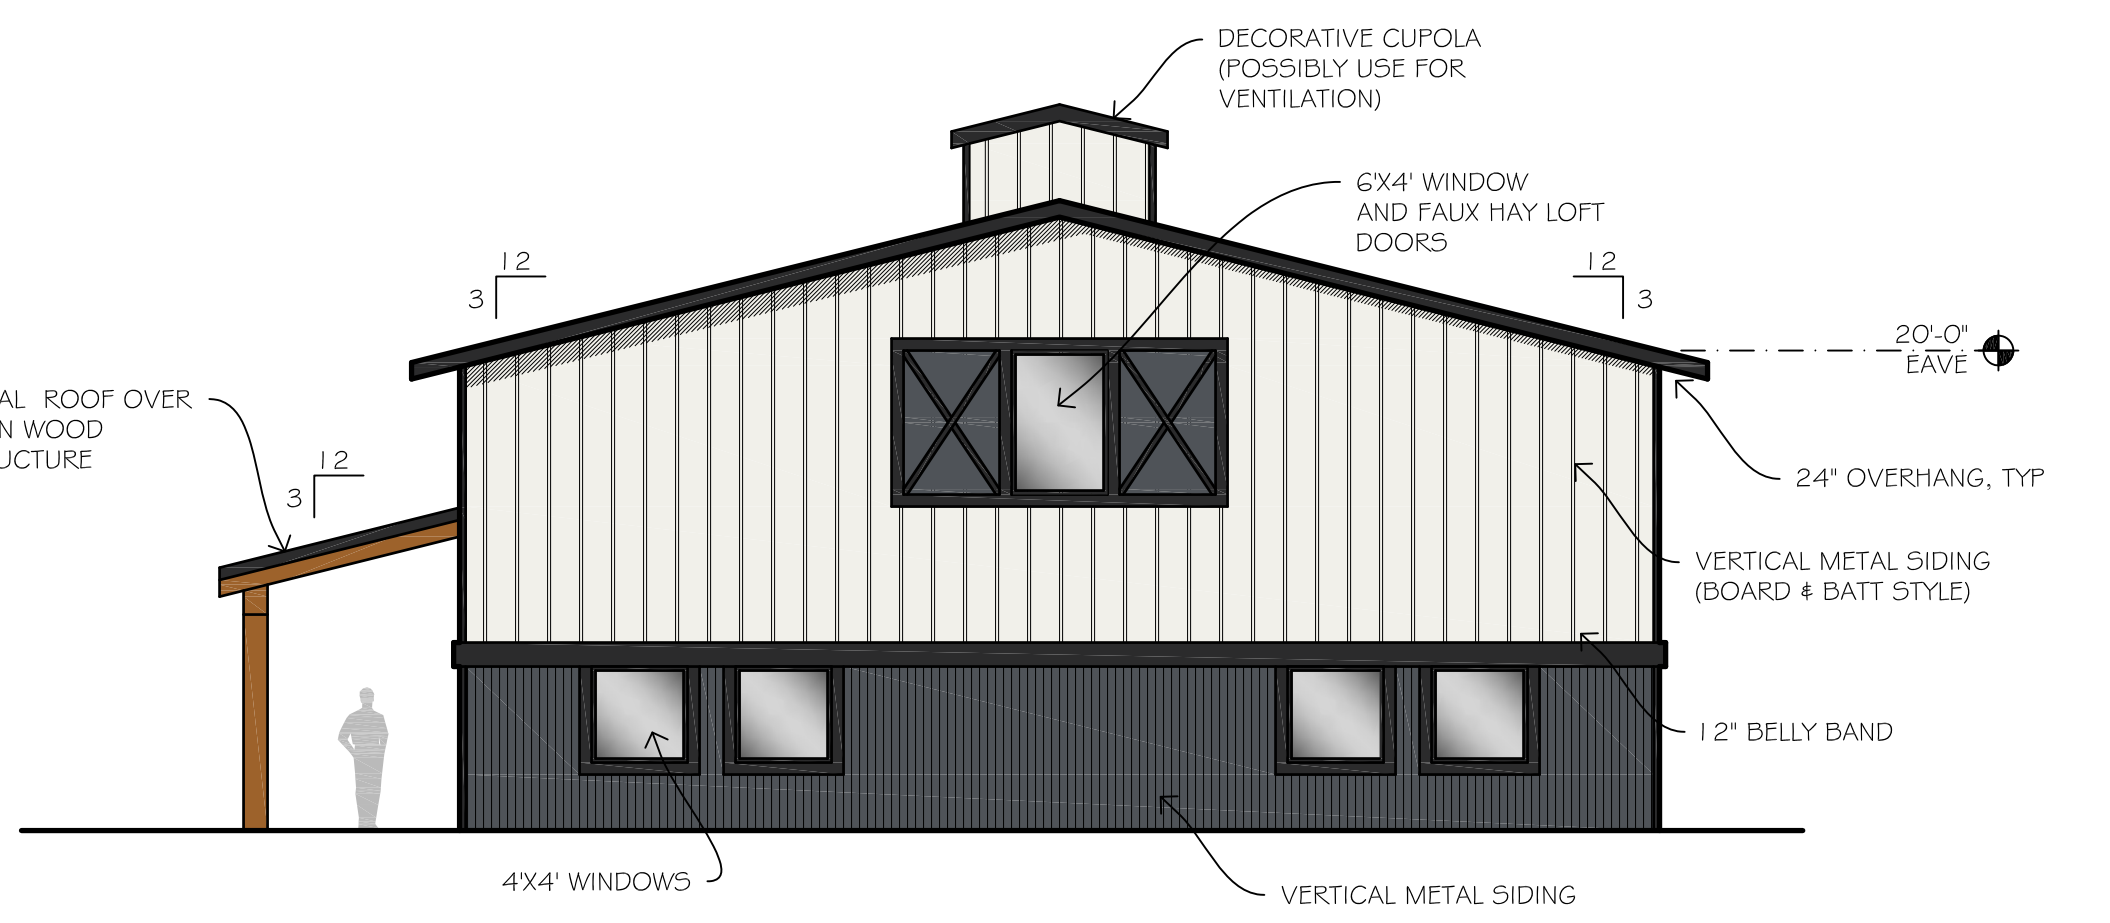 DECORATIVE CUPOLA
(POSSIBLY USE FOR
VENTILATION)
6'X4' WINDOW
AND FAUX HAY LOFT
DOORS
12
3
12
3
20'-0"
EAVE
AL ROOF OVER
N WOOD
UCTURE
12
3
24" OVERHANG, TYP
VERTICAL METAL SIDING
(BOARD & BATT STYLE)
12" BELLY BAND
4'X4' WINDOWS
VERTICAL METAL SIDING